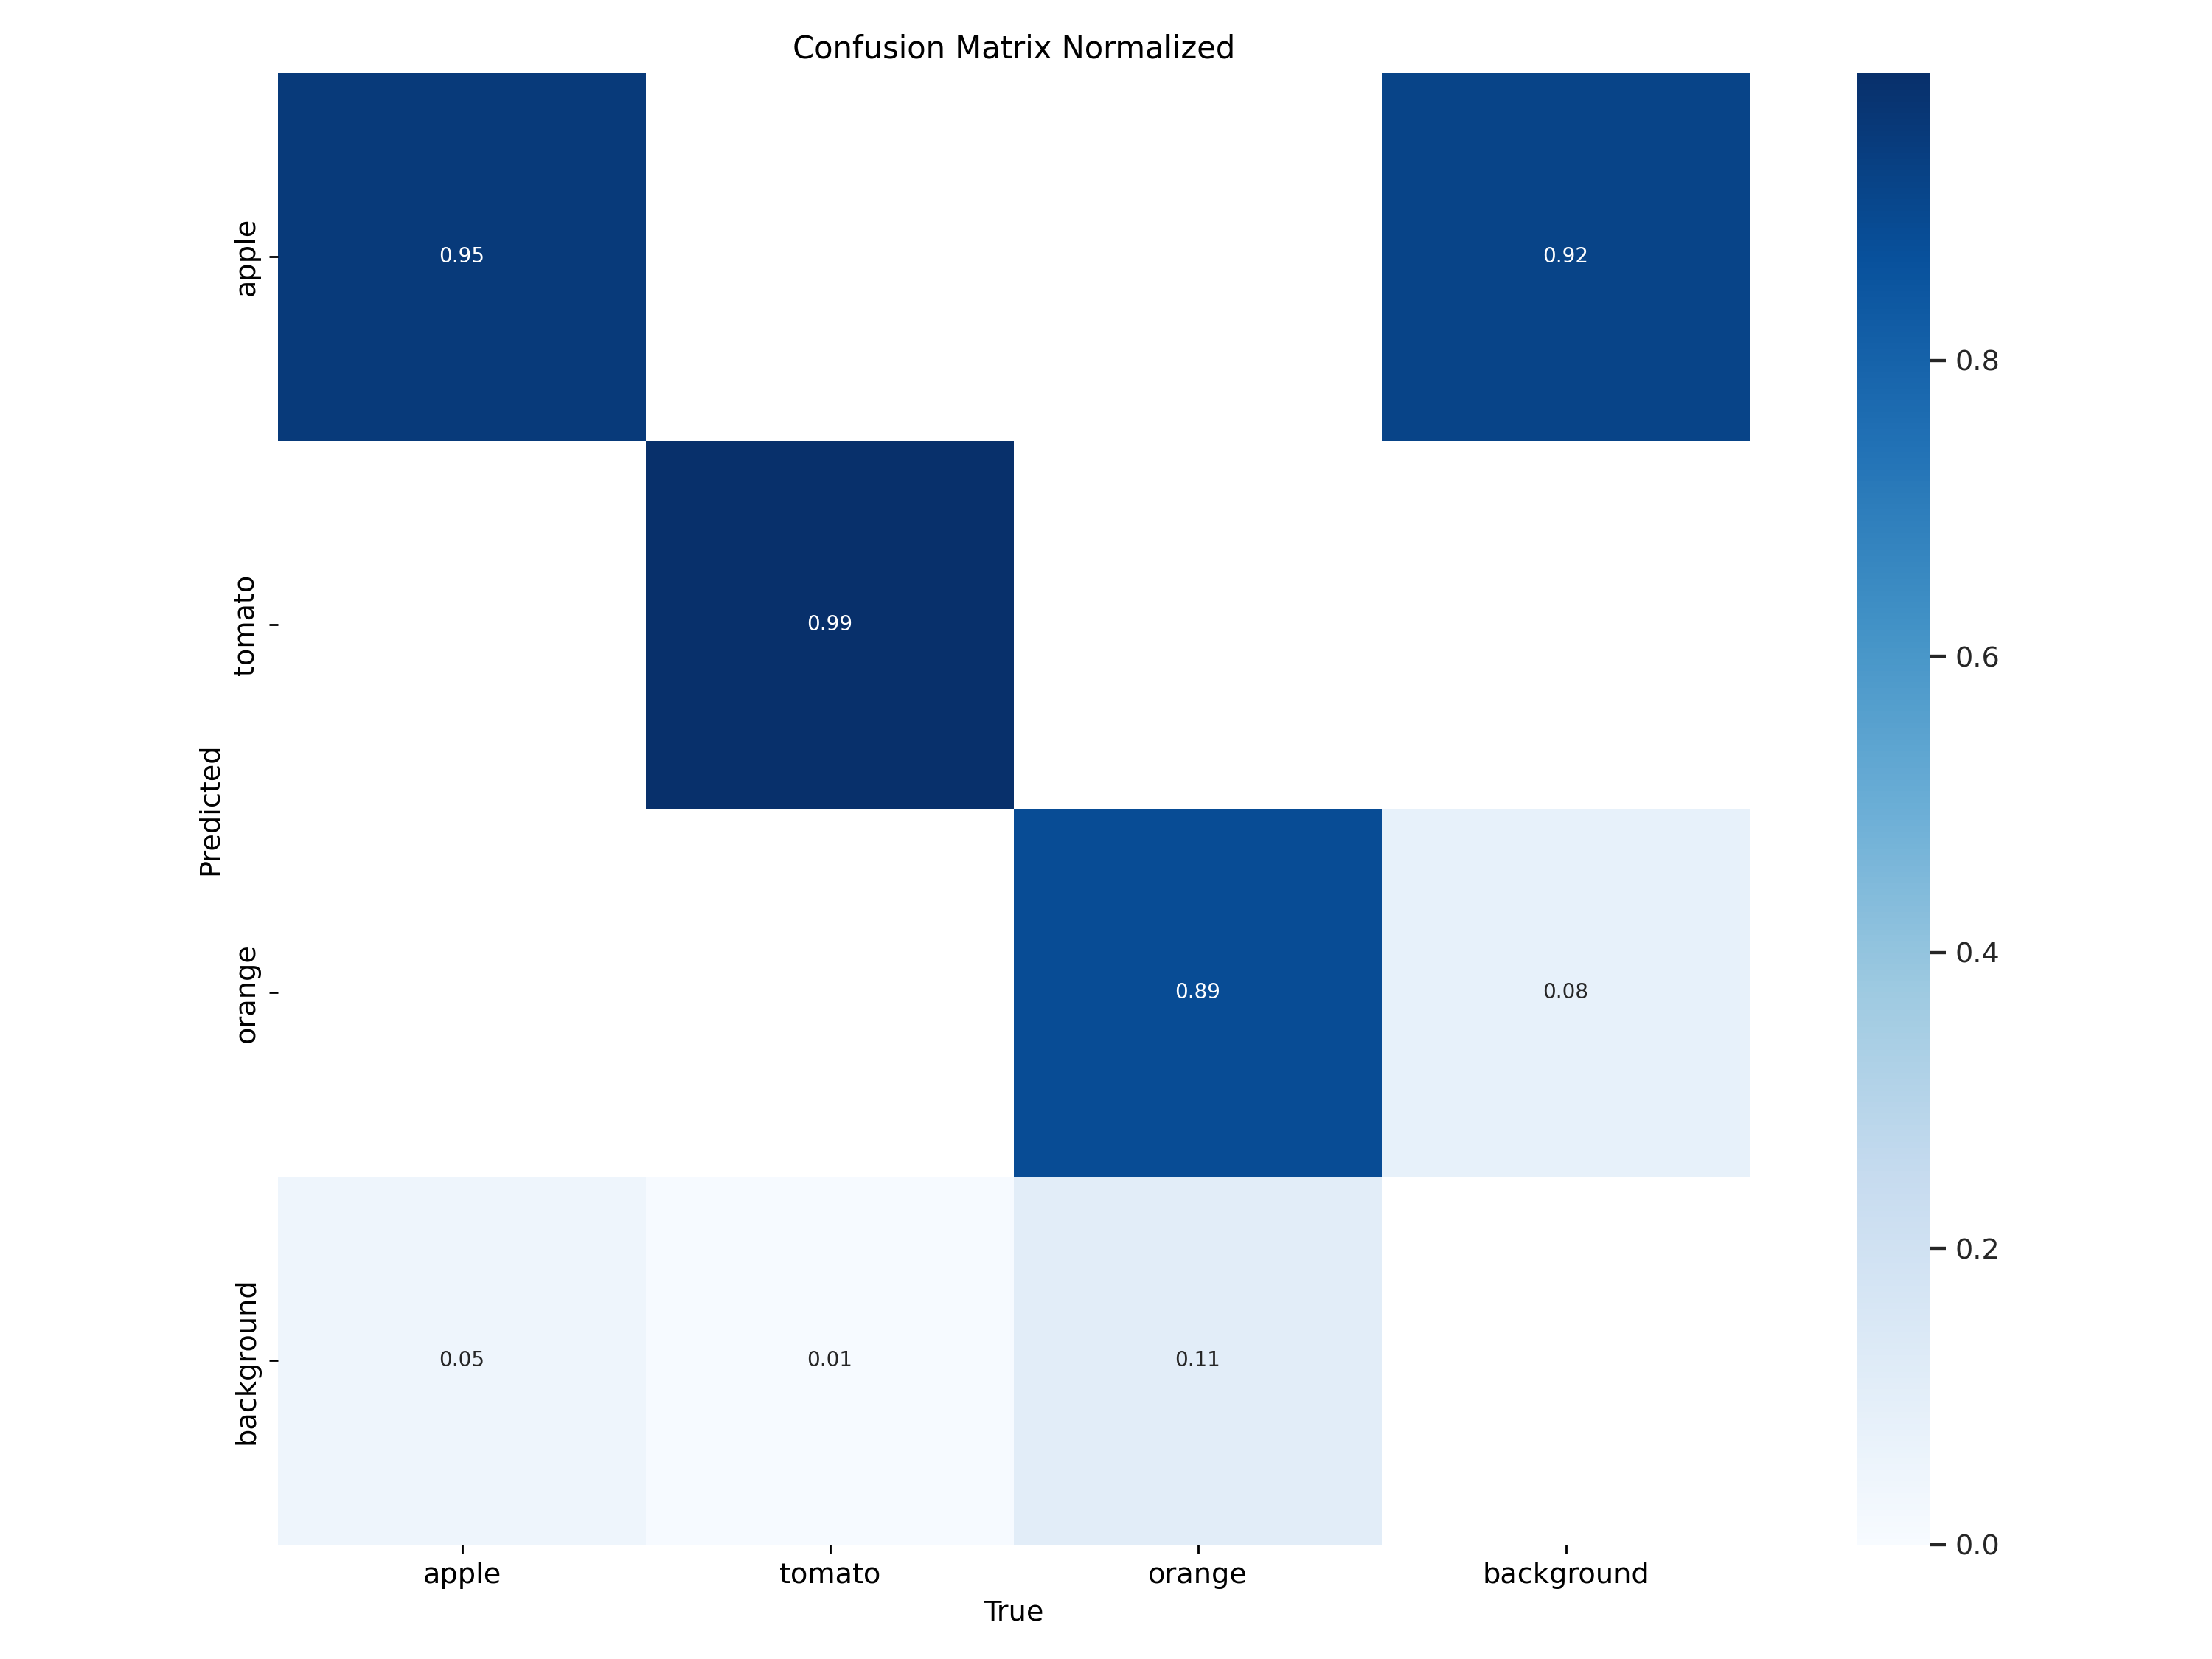 Confusion Matrix Normalized
apple
0.95
0.92
0.8
tomato
0.99
0.6
Predicted
orange
0.89
0.08
0.4
background
0.05
0.01
0.11
0.2
0.0
apple
tomato
orange
background
True